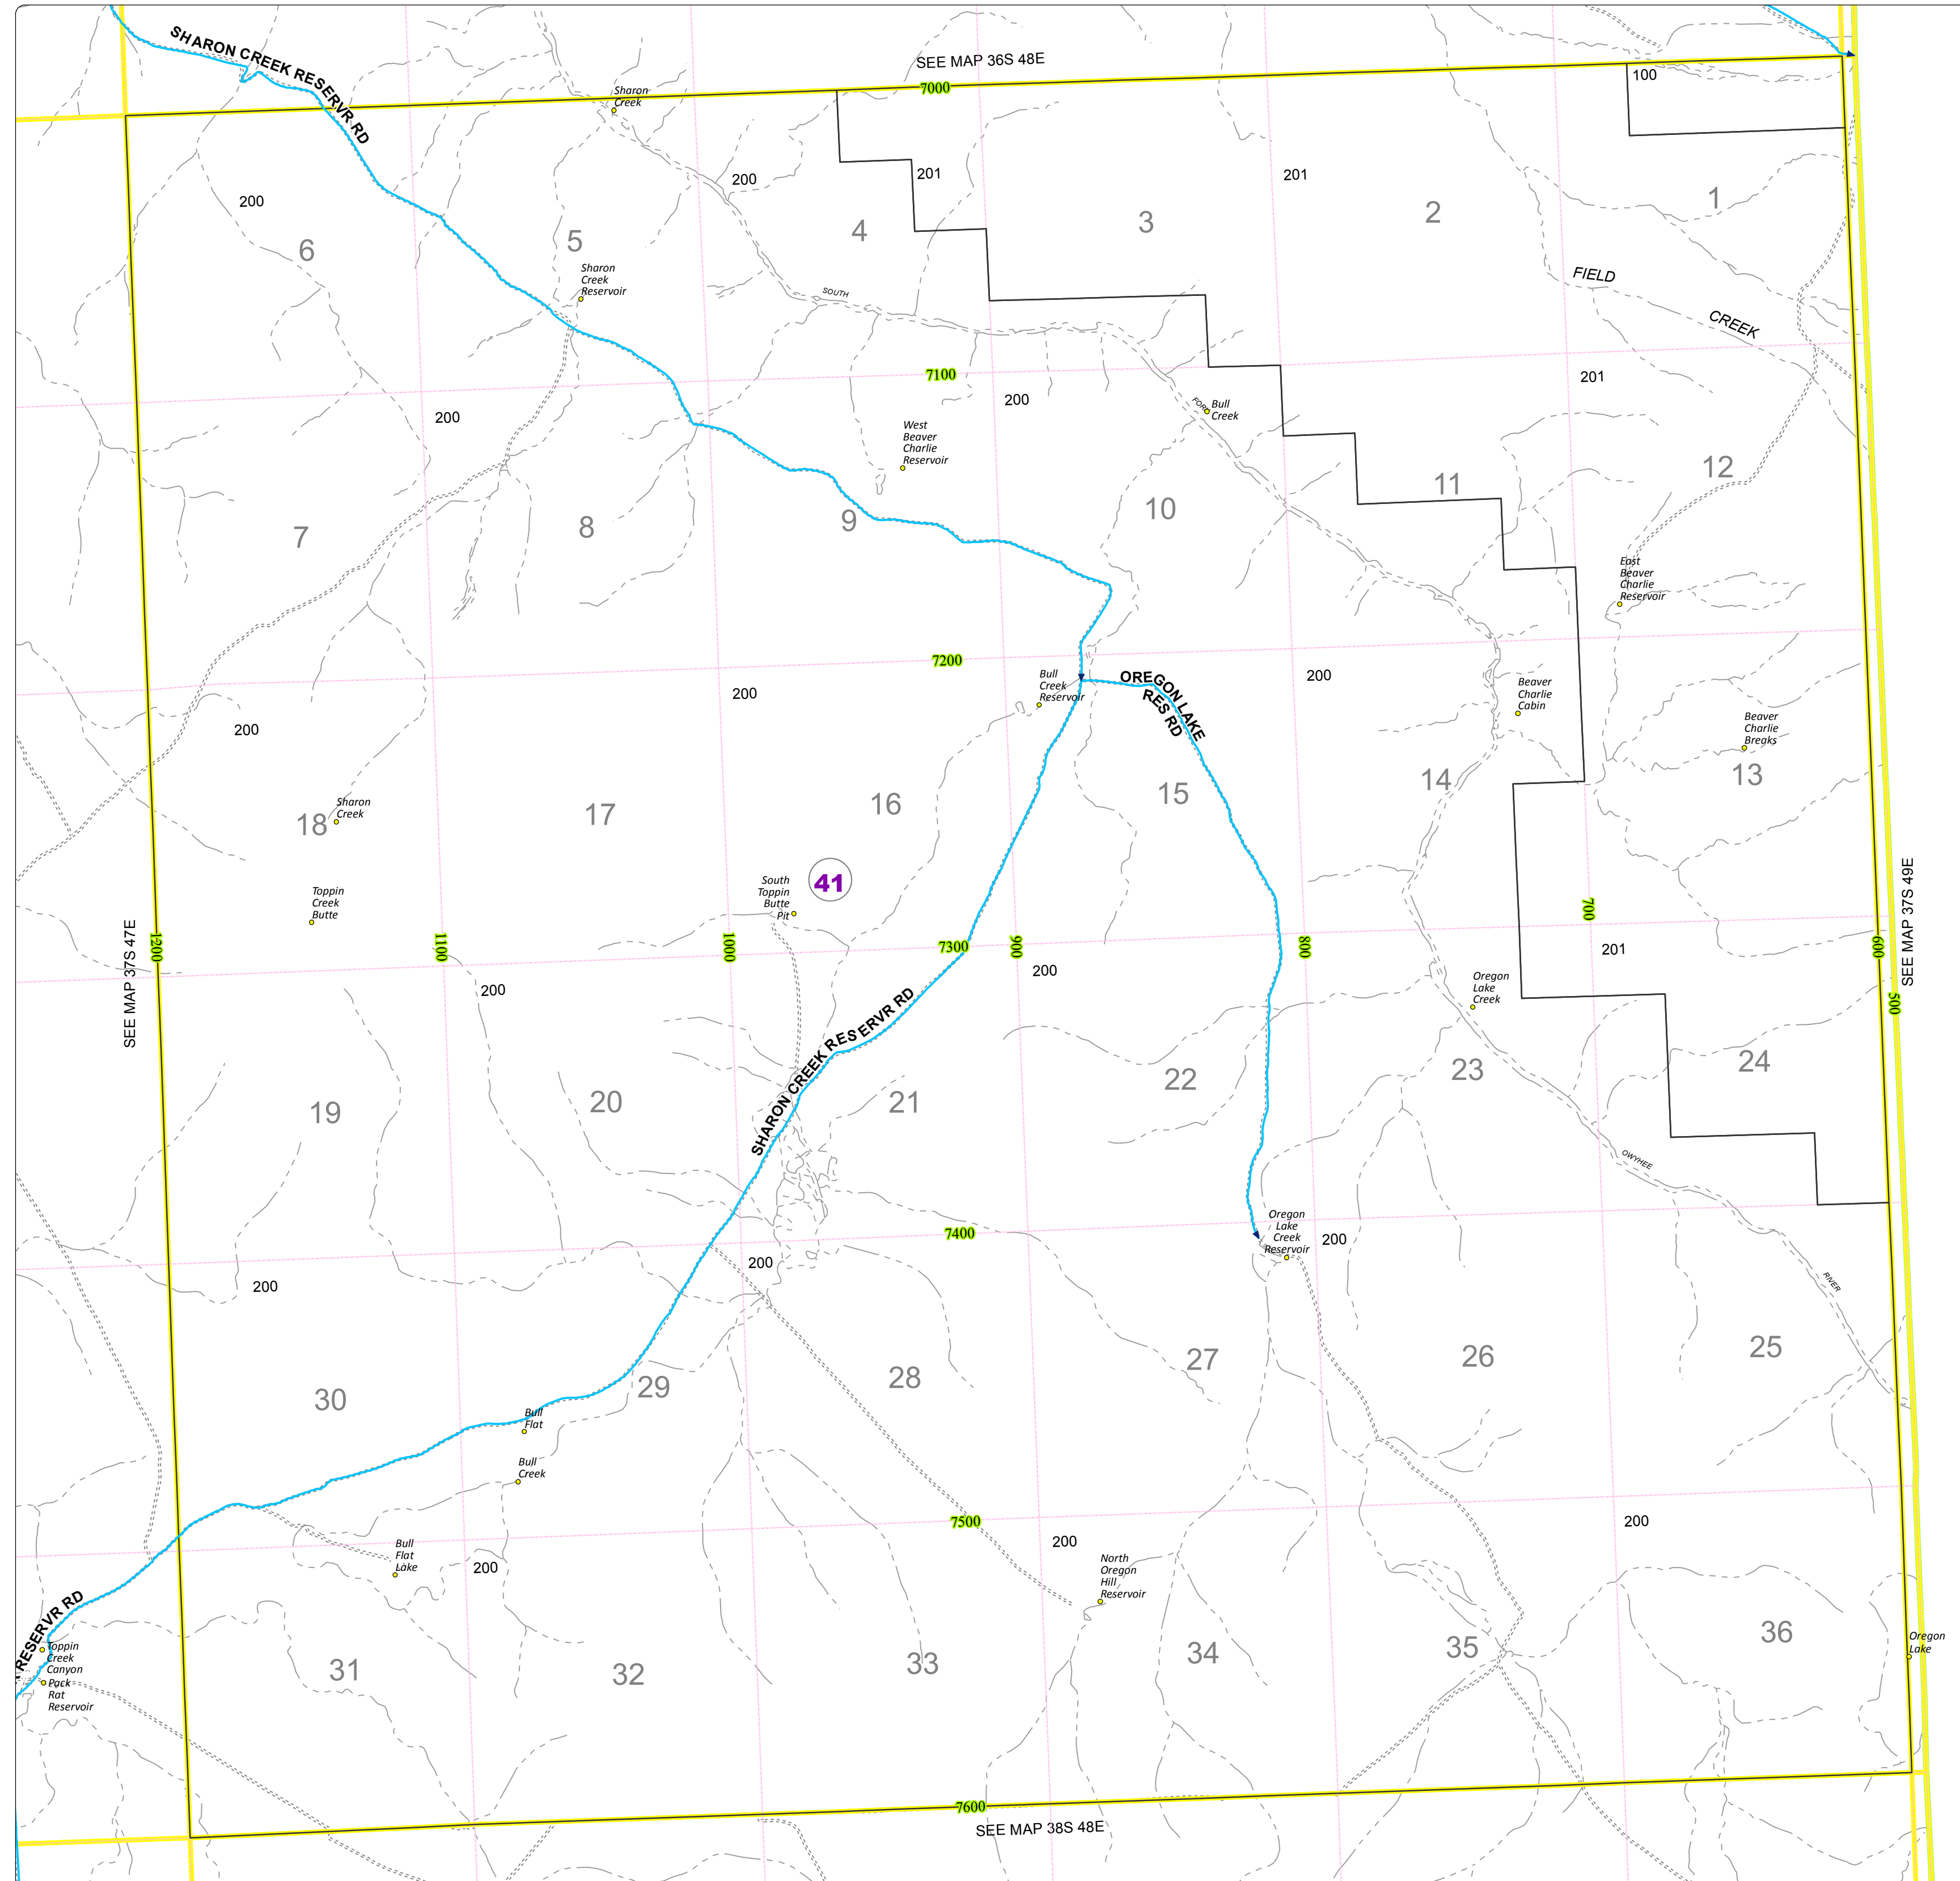 SHARON CREEK RESERVR RD
SEE MAP 36S 48E
7000
100
Sharon
Creek
200
201
201
200
1
2
3
4
5
6
Sharon
Creek
Reservoir
SOUTH
FIELD
CREEK
7100
201
200
200
FORK
Bull
Creek
West
Beaver
Charlie
Reservoir
12
11
10
9
8
7
East
Beaver
Charlie
Reservoir
7200
Bull
Creek
Reservoir
OREGON LAKE
RES RD
200
200
200
Beaver
Charlie
Cabin
Beaver
Charlie
Breaks
13
14
15
16
17
18
Sharon
Creek
41
South
Toppin
Butte
Pit
Toppin
Creek
Butte
SEE MAP 37S 47E
1200
1100
1000
7300
900
800
700
600
500
SEE MAP 37S 49E
201
200
200
Oregon
Lake
Creek
SHARON CREEK RESERVR RD
24
23
22
21
20
19
OWYHEE
Oregon
Lake
Creek
Reservoir
7400
200
200
200
RIVER
25
26
27
28
29
30
Bull
Flat
Bull
Creek
7500
200
200
200
Bull
Flat
Lake
North
Oregon
Hill
Reservoir
RESERVR RD
Toppin
Creek
Canyon
Pack
Rat
Reservoir
31
32
33
34
35
36
Oregon
Lake
7600
SEE MAP 38S 48E